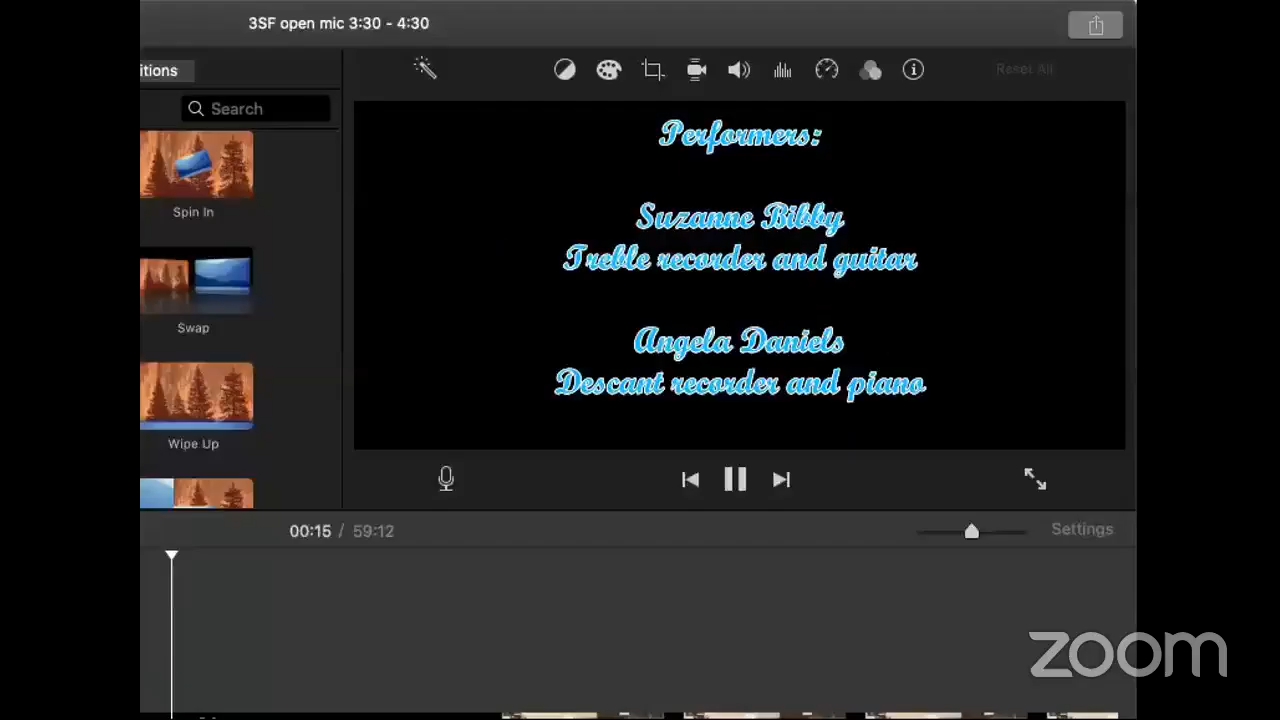 3SF open mic 3:30 - 4:30
itions
Reset All
Search
Spin In
Swap
Wipe Up
Performers:
Suzanne Bibby
Treble recorder and guitar
Angela Daniels
Descant recorder and piano
00:15 / 59:12
Settings
zoom